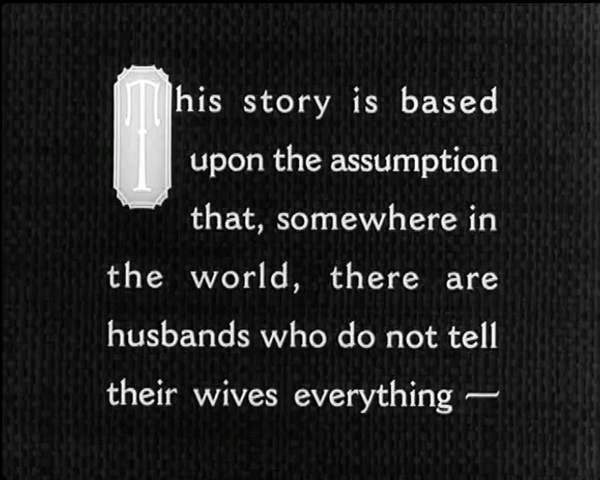 This story is based
upon the assumption
that, somewhere in
the world, there are
husbands who do not tell
their wives everything —